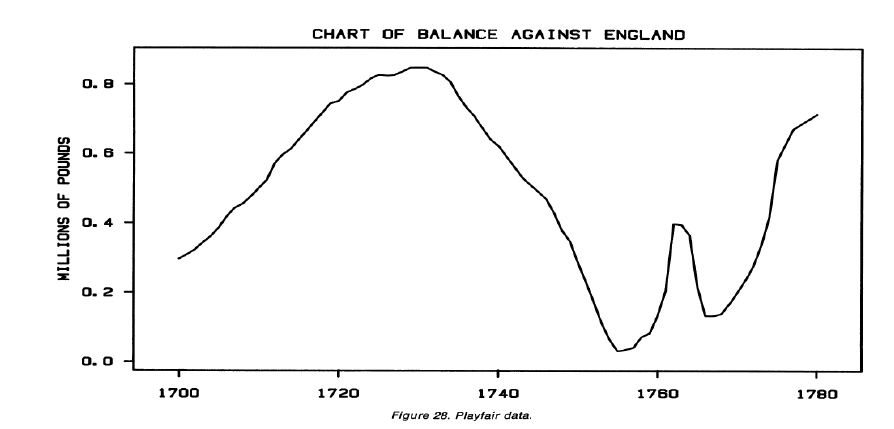 CHART OF BALANCE AGAINST ENGLAND
MILLIONS OF POUNDS
0.8
0.6
0.4
0.2
0.0
1700 1720 1740 1760 1780
Figure 28. Playfair data.